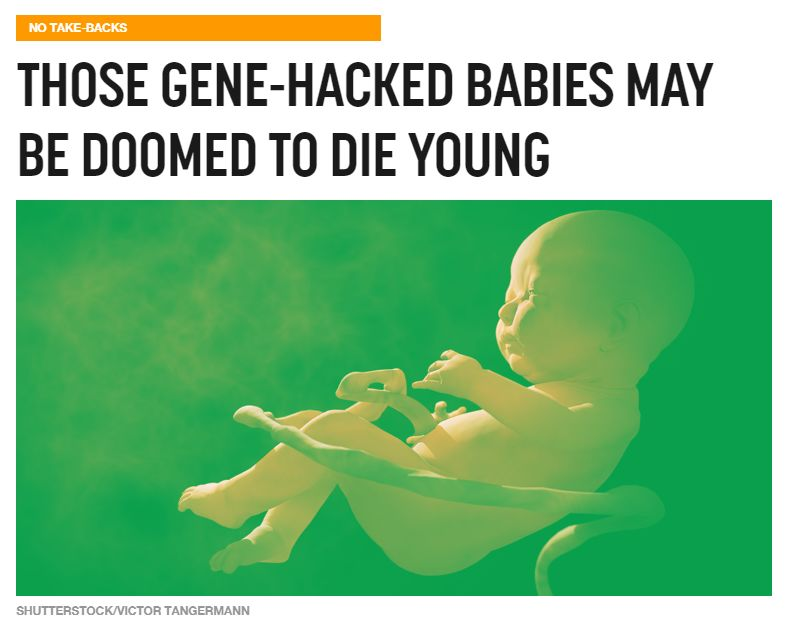 NO TAKE-BACKS
THOSE GENE-HACKED BABIES MAY
BE DOOMED TO DIE YOUNG
SHUTTERSTOCK/VICTOR TANGERMANN